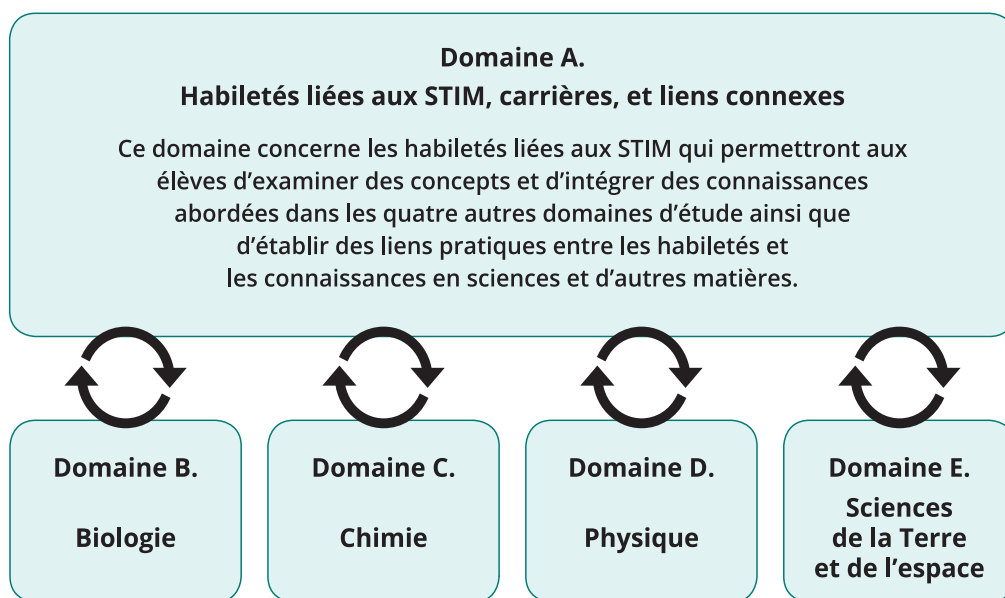 Domaine A.
Habiletés liées aux STIM, carrières, et liens connexes
Ce domaine concerne les habiletés liées aux STIM qui permettront aux
élèves d’examiner des concepts et d’intégrer des connaissances
abordées dans les quatre autres domaines d’étude ainsi que
d’établir des liens pratiques entre les habiletés et
les connaissances en sciences et d’autres matières.
Domaine B.
Biologie
Domaine C.
Chimie
Domaine D.
Physique
Domaine E.
Sciences
de la Terre
et de l’espace